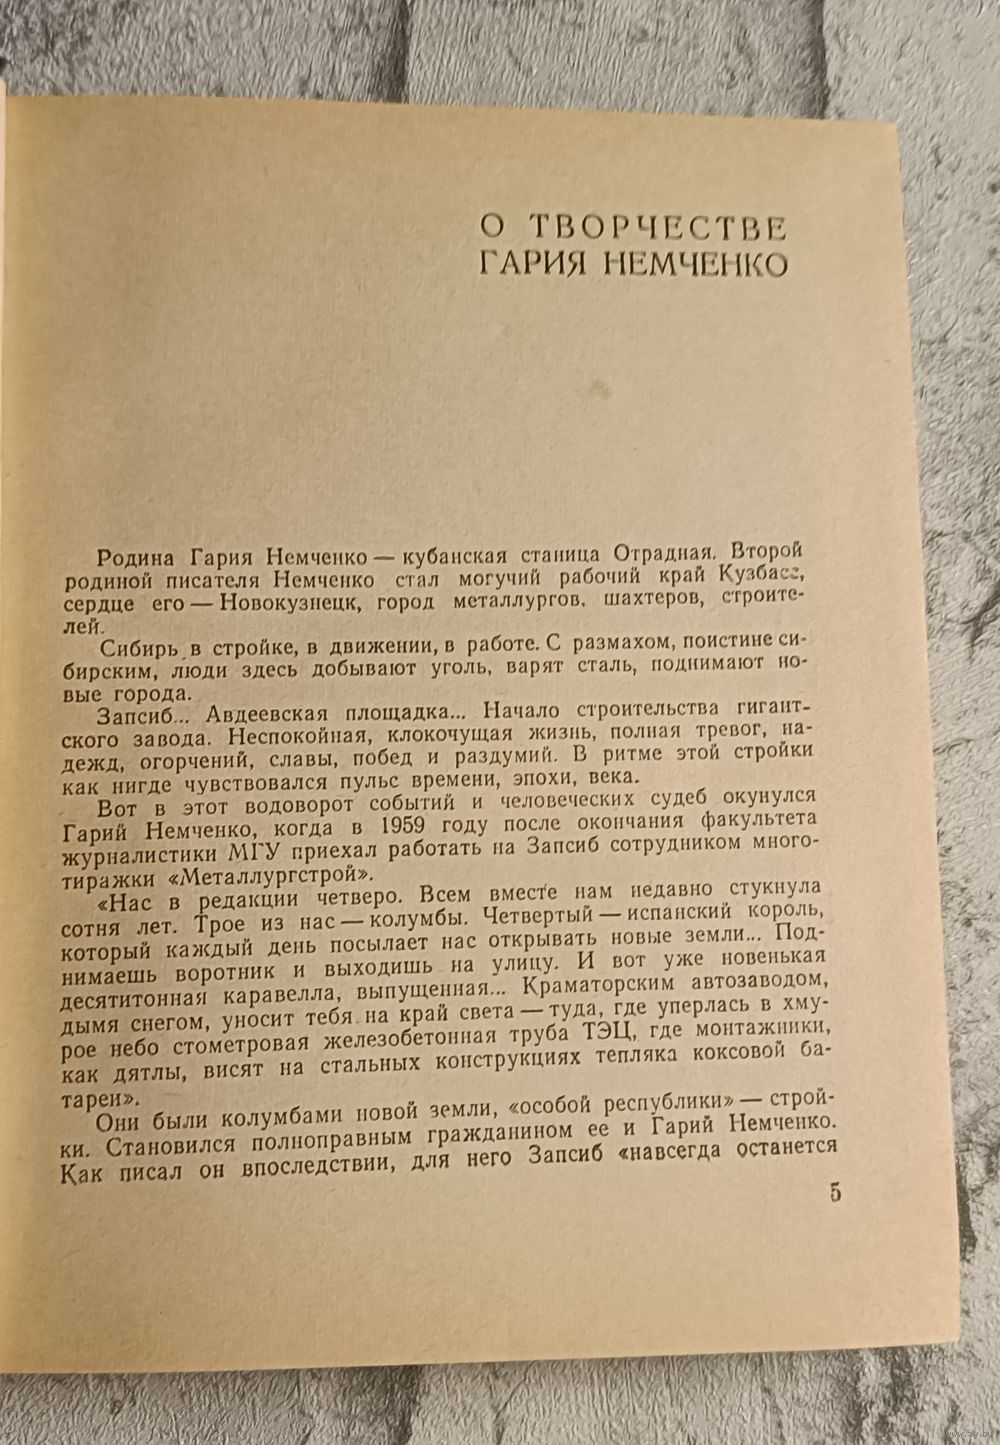 О ТВОРЧЕСТВЕ
ГАРИЯ НЕМЧЕНКО
Родина Гария Немченко — кубанская станица Отрадная. Второй
родиной писателя Немченко стал могучий рабочий край Кузбасс,
сердце его — Новокузнецк, город металлургов, шахтеров, строите-
лей.
Сибирь в стройке, в движении, в работе. С размахом, поистине си-
бирским, люди здесь добывают уголь, варят сталь, поднимают но-
вые города.
Запсиб... Авдеевская площадка... Начало строительства гигант-
ского завода. Неспокойная, клокочущая жизнь, полная тревог, на-
дежд, огорчений, славы, побед и раздумий. В ритме этой стройки
как нигде чувствовался пульс времени, эпохи, века.
Вот в этот водоворот событий и человеческих судеб окунулся
Гарий Немченко, когда в 1959 году после окончания факультета
журналистики МГУ приехал работать на Запсиб сотрудником много-
тиражки «Металлургстрой».
«Нас в редакции четверо. Всем вместе нам недавно стукнула
сотня лет. Трое из нас — колумбы. Четвертый — испанский король,
который каждый день посылает нас открывать новые земли... Под-
нимаешь воротник и выходишь на улицу. И вот уже новенькая
десятитонная каравелла, выпущенная... Краматорским автозаводом,
дымя снегом, уносит тебя на край света — туда, где уперлась в хму-
рое небо стометровая железобетонная труба ТЭЦ, где монтажники,
как дятлы, висят на стальных конструкциях тепляка коксовой ба-
тареи».
Они были колумбами новой земли, «особой республики» — строй-
ки. Становился полноправным гражданином ее и Гарий Немченко.
Как писал он впоследствии, для него Запсиб «навсегда останется
5
www.ay.by